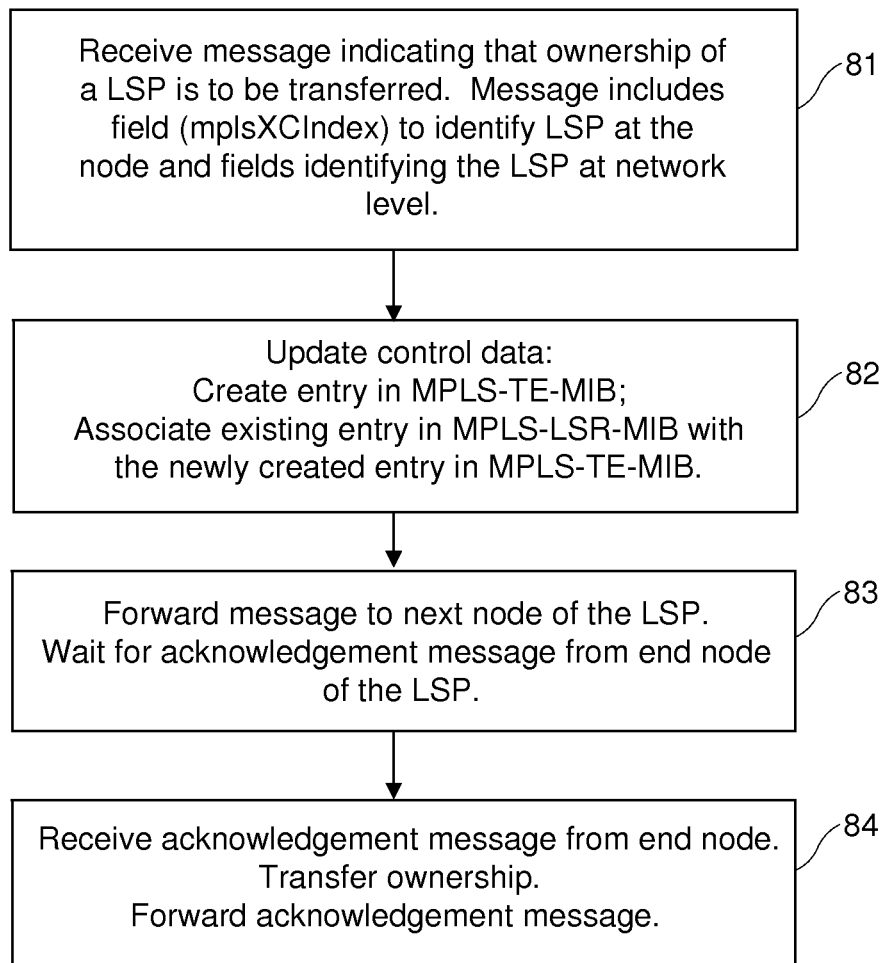 Receive message indicating that ownership of
a LSP is to be transferred.  Message includes
field (mplsXCIndex) to identify LSP at the
node and fields identifying the LSP at network
level.
81
Update control data:
Create entry in MPLS-TE-MIB;
Associate existing entry in MPLS-LSR-MIB with
the newly created entry in MPLS-TE-MIB.
82
Forward message to next node of the LSP.
Wait for acknowledgement message from end node
of the LSP.
83
Receive acknowledgement message from end node.
Transfer ownership.
Forward acknowledgement message.
84